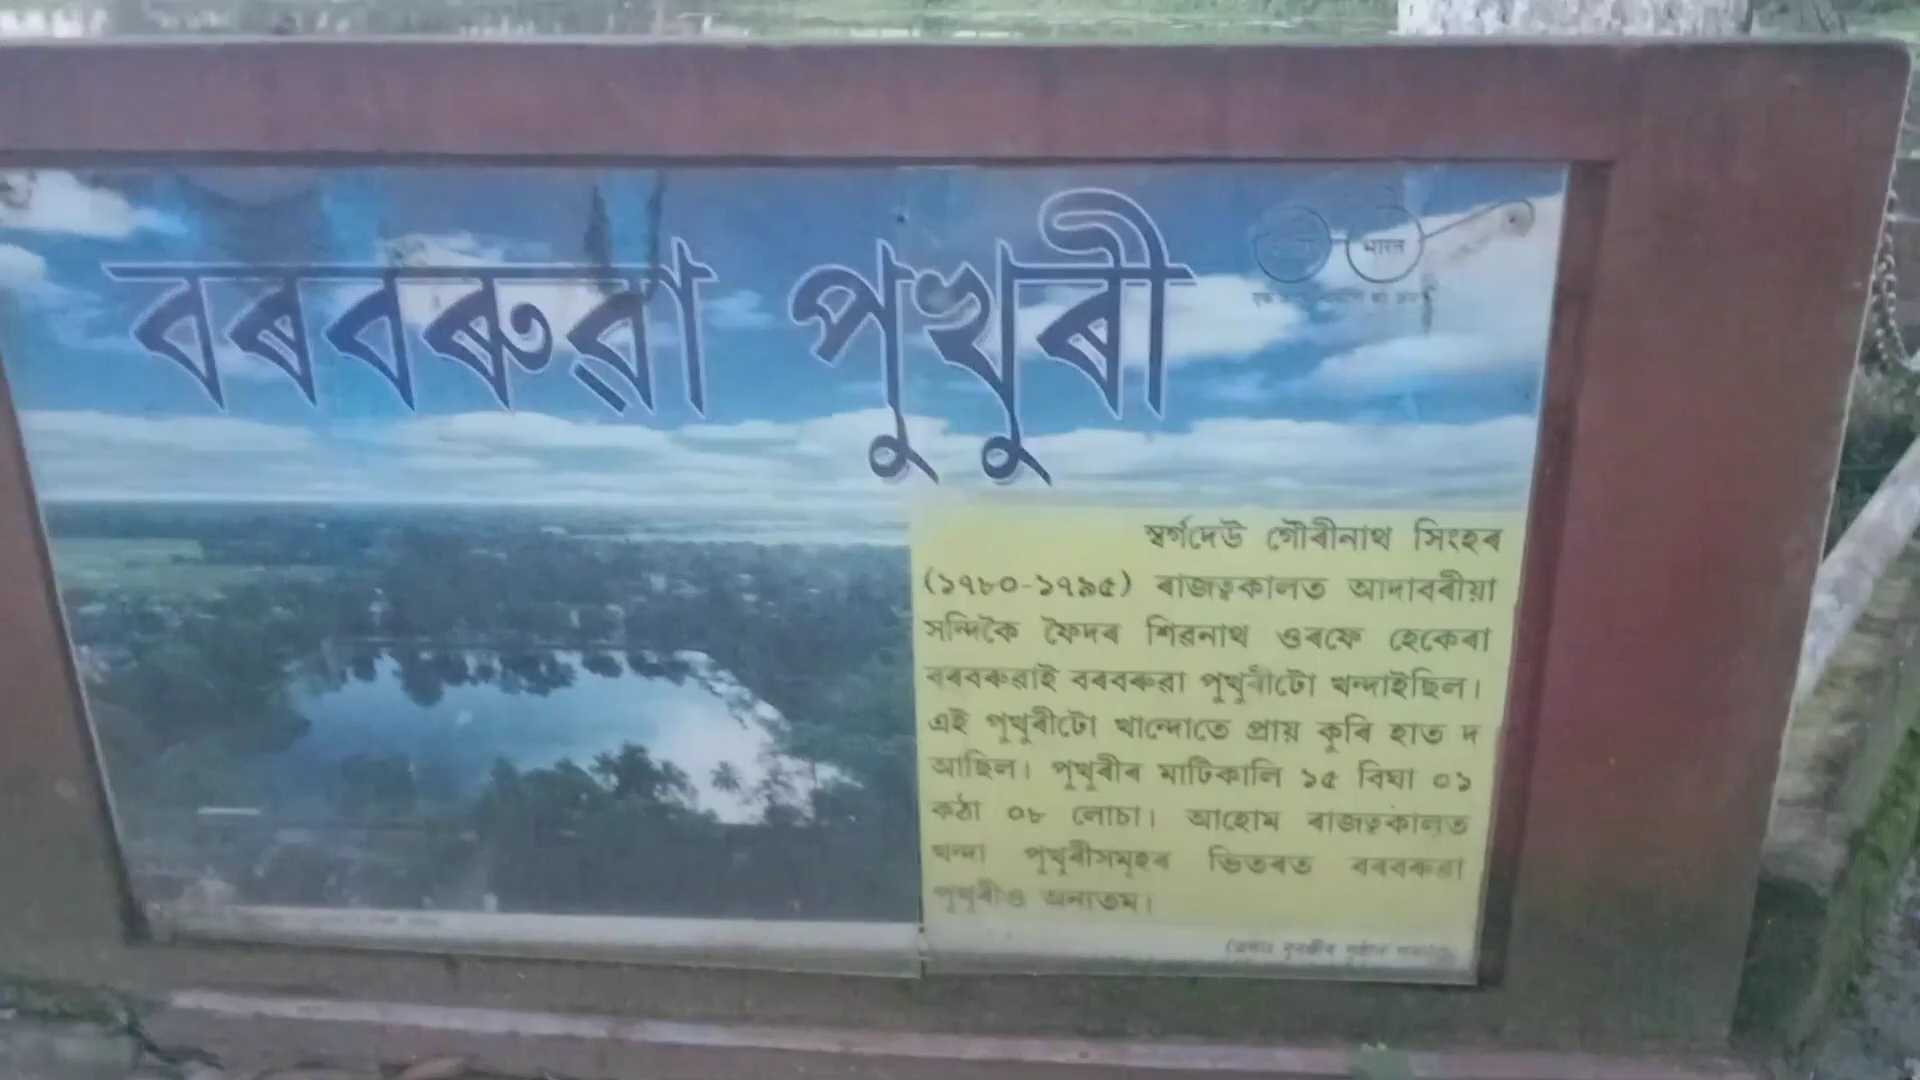 বৰবৰুৱা পুখুৰী
भारत
স্বৰ্গদেউ গৌৰীনাথ সিংহৰ
(১৭৮০-১৭৯৫) ৰাজত্বকালত আদাবৰীয়া
সন্দিকৈ ফৈদৰ শিৱনাথ ওৰফে হেকেৰা
বৰবৰুৱাই বৰবৰুৱা পুখুৰীটো খন্দাইছিল।
এই পুখুৰীটো খান্দোতে প্ৰায় কুৰি হাত দ
আছিল। পুখুৰীৰ মাটিকালি ১৫ বিঘা ০১
কঠা ০৮ লোচা। আহোম ৰাজত্বকালত
খন্দা পুখুৰীসমূহৰ ভিতৰত বৰবৰুৱা
পুখুৰীও অন্যতম।